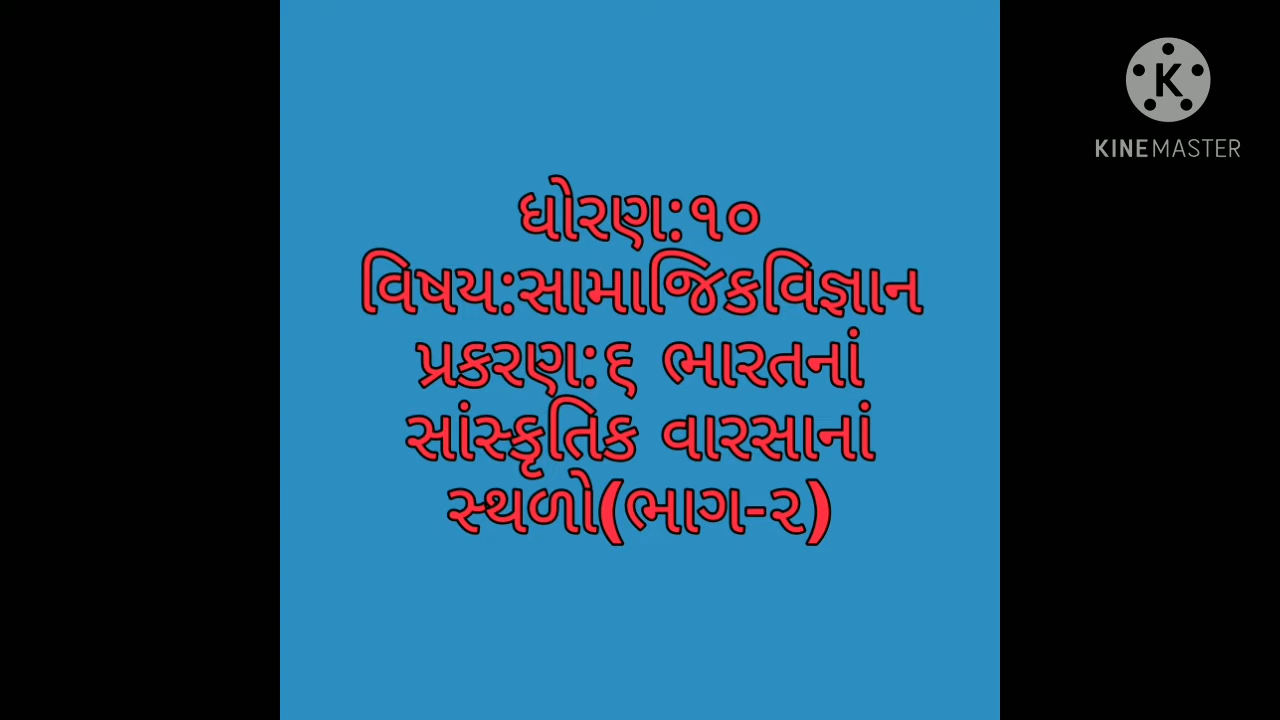 ધોરણ:૧૦
વિષય:સામાજિકવિજ્ઞાન
પ્રકરણ:૬ ભારતનાં
સાંસ્કૃતિક વારસાનાં
સ્થળો(ભાગ-૨)
K
KINEMASTER